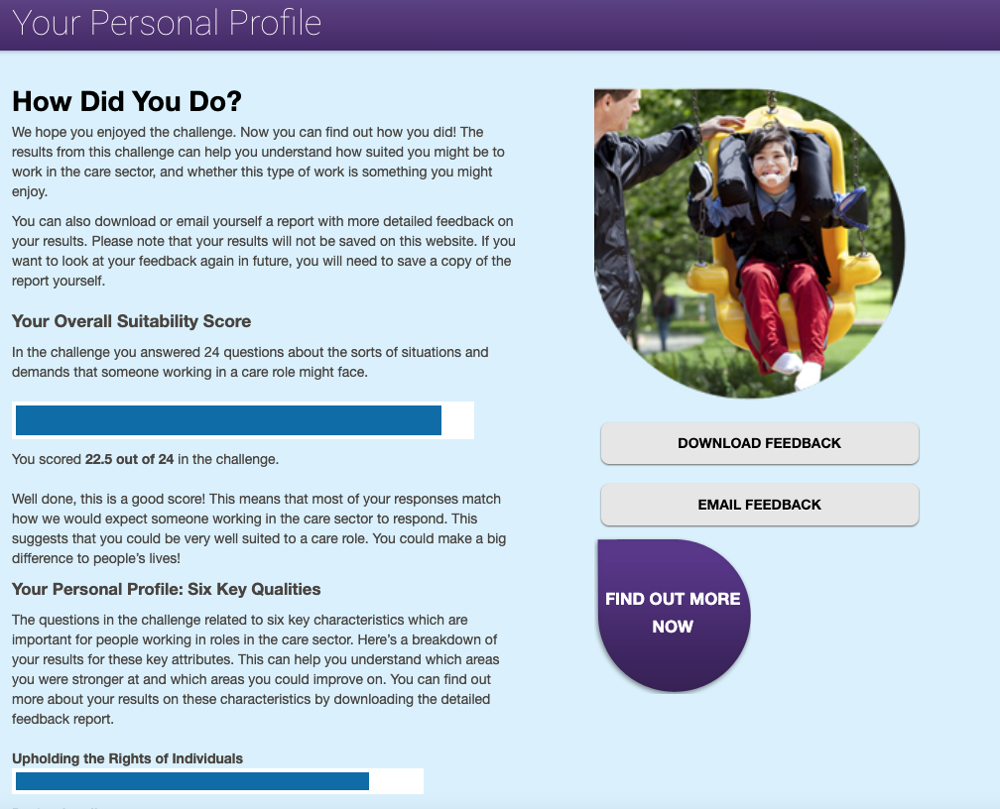 Your Personal Profile
How Did You Do?
We hope you enjoyed the challenge. Now you can find out how you did! The
results from this challenge can help you understand how suited you might be to
work in the care sector, and whether this type of work is something you might
enjoy.
You can also download or email yourself a report with more detailed feedback on
your results. Please note that your results will not be saved on this website. If you
want to look at your feedback again in future, you will need to save a copy of the
report yourself.
Your Overall Suitability Score
In the challenge you answered 24 questions about the sorts of situations and
demands that someone working in a care role might face.
You scored 22.5 out of 24 in the challenge.
Well done, this is a good score! This means that most of your responses match
how we would expect someone working in the care sector to respond. This
suggests that you could be very well suited to a care role. You could make a big
difference to people’s lives!
Your Personal Profile: Six Key Qualities
The questions in the challenge related to six key characteristics which are
important for people working in roles in the care sector. Here’s a breakdown of
your results for these key attributes. This can help you understand which areas
you were stronger at and which areas you could improve on. You can find out
more about your results on these characteristics by downloading the detailed
feedback report.
Upholding the Rights of Individuals
DOWNLOAD FEEDBACK
EMAIL FEEDBACK
FIND OUT MORE
NOW